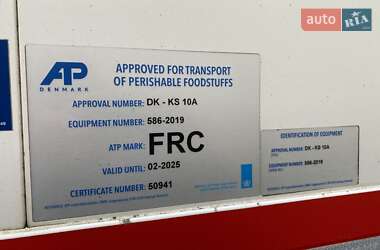 auto RIA
AP
DENMARK
APPROVED FOR TRANSPORT
OF PERISHABLE FOODSTUFFS
APPROVAL NUMBER: DK - KS 10A
EQUIPMENT NUMBER: 586-2019
ATP MARK: FRC
VALID UNTIL: 02-2025
CERTIFICATE NUMBER: 50941
IDENTIFICATION OF EQUIPMENT
APPROVAL NUMBER: DK - KS 10A
EQUIPMENT NUMBER: 586-2019